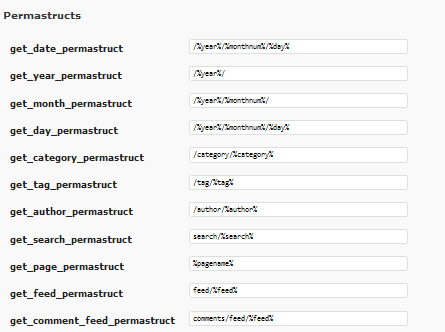 Permastructs
get_date_permastruct /%year%/%monthnum%/%day%
get_year_permastruct /%year%/
get_month_permastruct /%year%/%monthnum%/
get_day_permastruct /%year%/%monthnum%/%day%
get_category_permastruct /category/%category%
get_tag_permastruct /tag/%tag%
get_author_permastruct /author/%author%
get_search_permastruct search/%search%
get_page_permastruct %pagename%
get_feed_permastruct feed/%feed%
get_comment_feed_permastruct comments/feed/%feed%